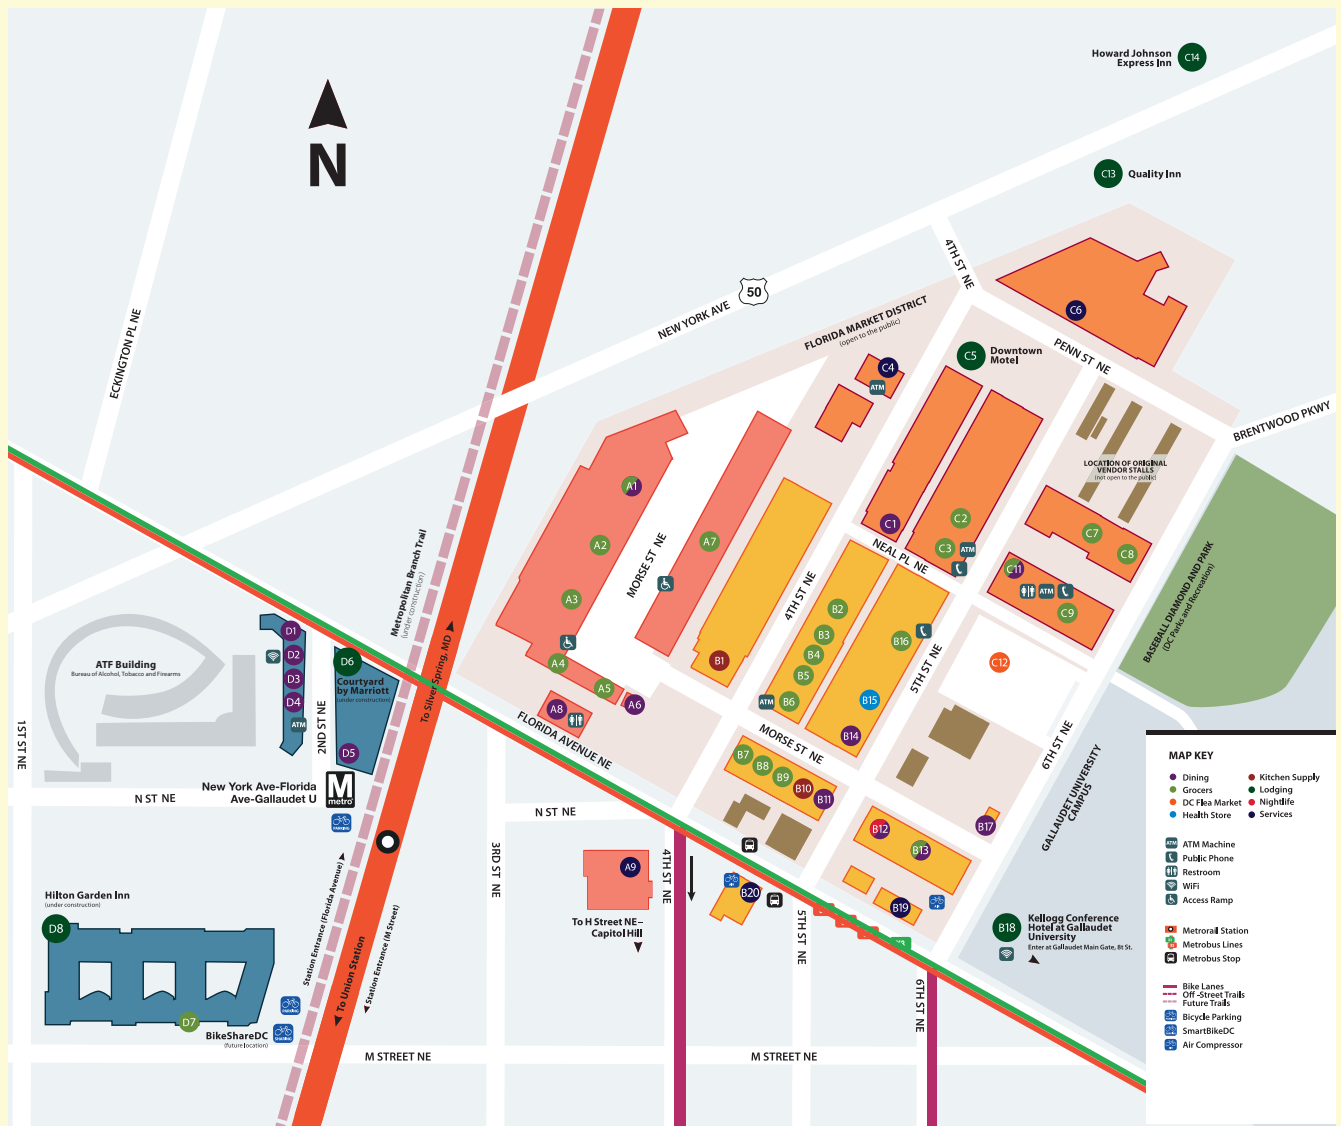 Howard Johnson
Express Inn
C14
C13
Quality Inn
N
4TH ST NE
50
NEW YORK AVE
FLORIDA MARKET DISTRICT
(open to the public)
C6
PENN ST NE
C5
Downtown
Motel
C4
ATM
ECKINGTON PL NE
BRENTWOOD PKWY
LOCATION OF ORIGINAL
VENDOR STALLS
(not open to the public)
A1
A2
A3
A4
A5
A6
A7
A8
MORSE ST NE
C1
C2
C3
ATM
C7
C8
NEAL PL NE
C11
ATM
C9
C12
4TH ST NE
B1
B2
B3
B4
B5
B6
ATM
B16
B15
B14
5TH ST NE
BASEBALL DIAMOND AND PARK
(DC Parks and Recreation)
Metropolitan Branch Trail
(under construction)
To Silver Spring, MD
ATF Building
Bureau of Alcohol, Tobacco and Firearms
D1
D2
D3
D4
ATM
D6
Courtyard
by Marriott
(under construction)
D5
2ND ST NE
1ST ST NE
FLORIDA AVENUE NE
MORSE ST NE
B7
B8
B9
B10
B11
6TH ST NE
GALLAUDET UNIVERSITY
CAMPUS
New York Ave-Florida
Ave-Gallaudet U
M
metro
PARKING
N ST NE
N ST NE
B12
B13
B17
3RD ST NE
4TH ST NE
A9
To H Street NE–
Capitol Hill
B20
B19
5TH ST NE
6TH ST NE
B18
Kellogg Conference
Hotel at Gallaudet
University
Enter at Gallaudet Main Gate, 8t St.
Station Entrance (Florida Avenue)
To Union Station
Station Entrance (M Street)
Hilton Garden Inn
(under construction)
D8
D7
PARKING
BikeShareDC
(future location)
SHARING
M STREET NE
M STREET NE
MAP KEY
Dining
Grocers
DC Flea Market
Health Store
Kitchen Supply
Lodging
Nightlife
Services
ATM
ATM Machine
Public Phone
Restroom
WiFi
Access Ramp
Metrorail Station
Metrobus Lines
Metrobus Stop
Bike Lanes
Off -Street Trails
Future Trails
Bicycle Parking
SmartBikeDC
Air Compressor